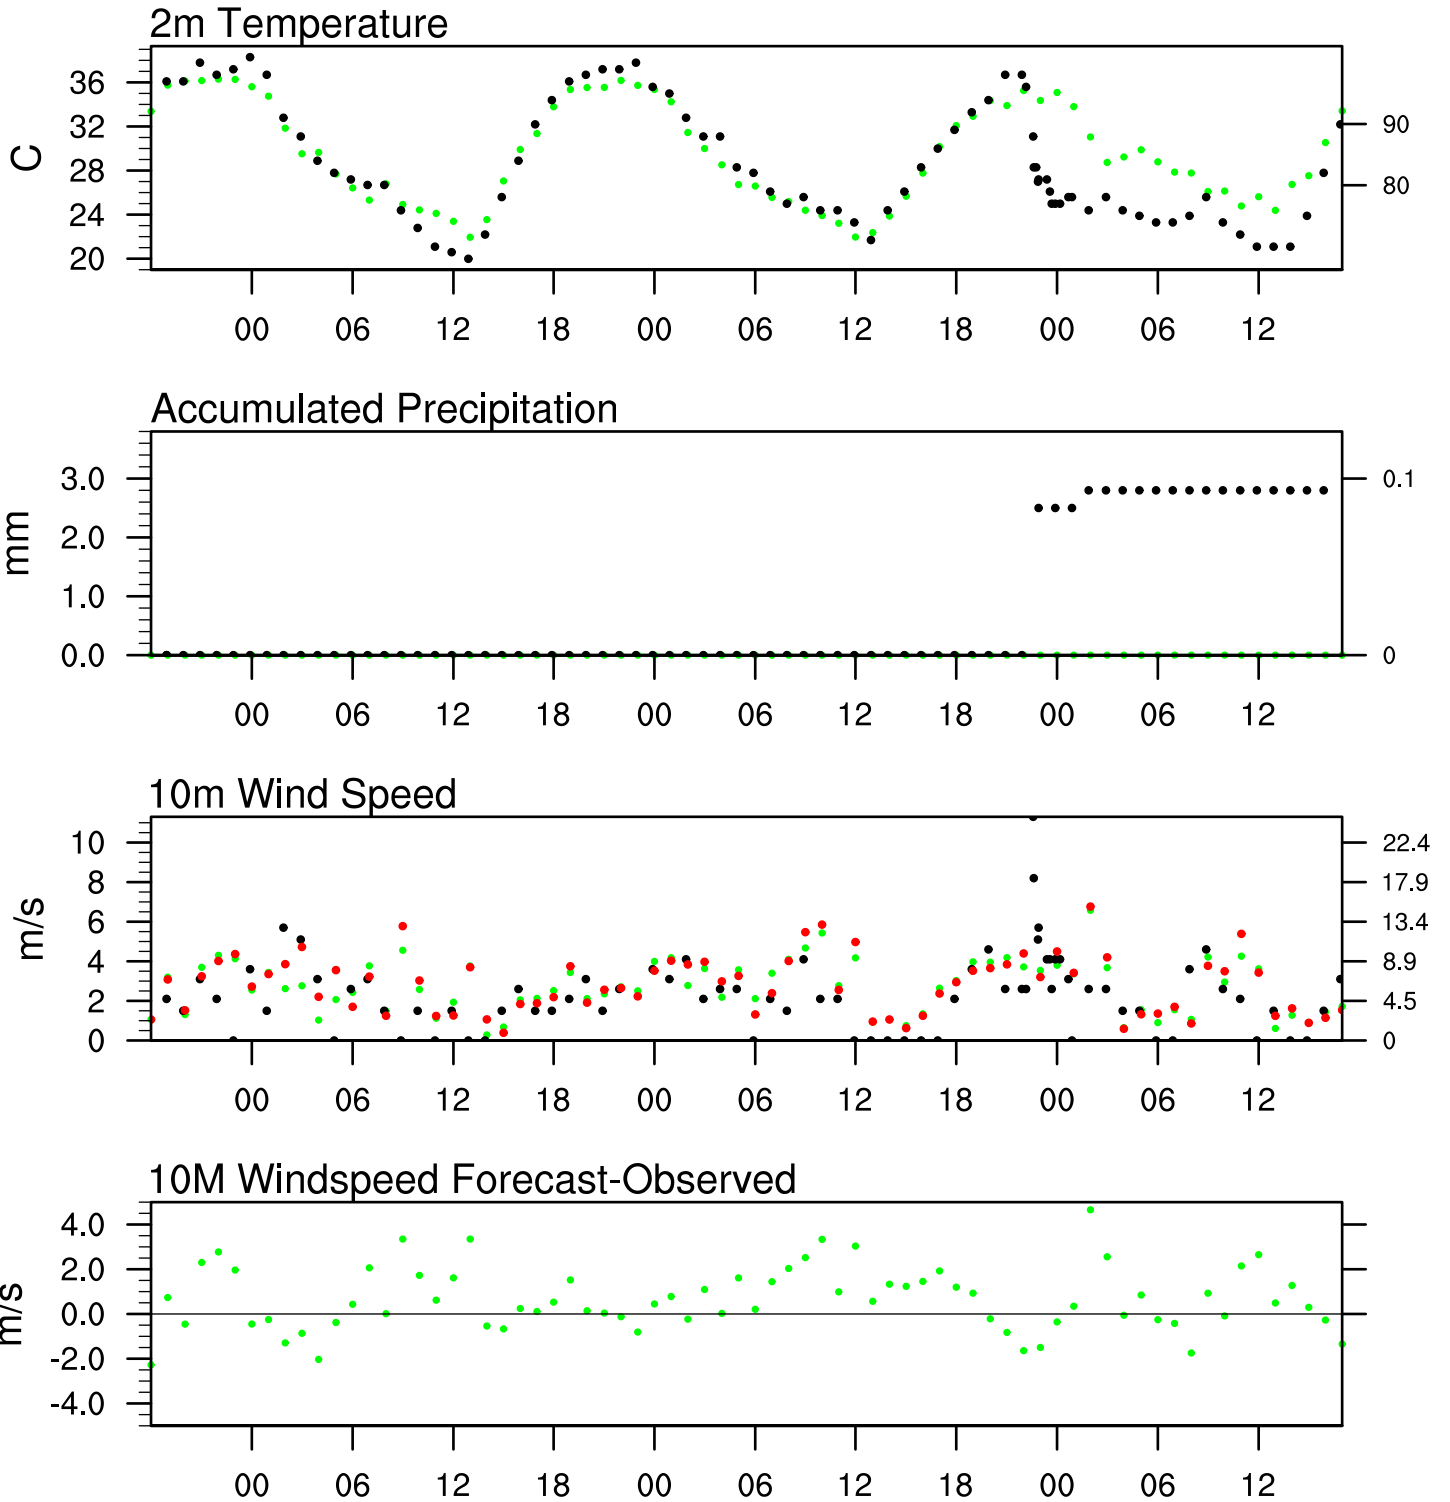 2m Temperature
C
36
32
28
24
20
90
80
00 06 12 18 00 06 12 18 00 06 12
Accumulated Precipitation
mm
3.0
2.0
1.0
0.0
0.1
0
00 06 12 18 00 06 12 18 00 06 12
10m Wind Speed
m/s
10
8
6
4
2
0
22.4
17.9
13.4
8.9
4.5
0
00 06 12 18 00 06 12 18 00 06 12
10M Windspeed Forecast-Observed
m/s
4.0
2.0
0.0
-2.0
-4.0
00 06 12 18 00 06 12 18 00 06 12